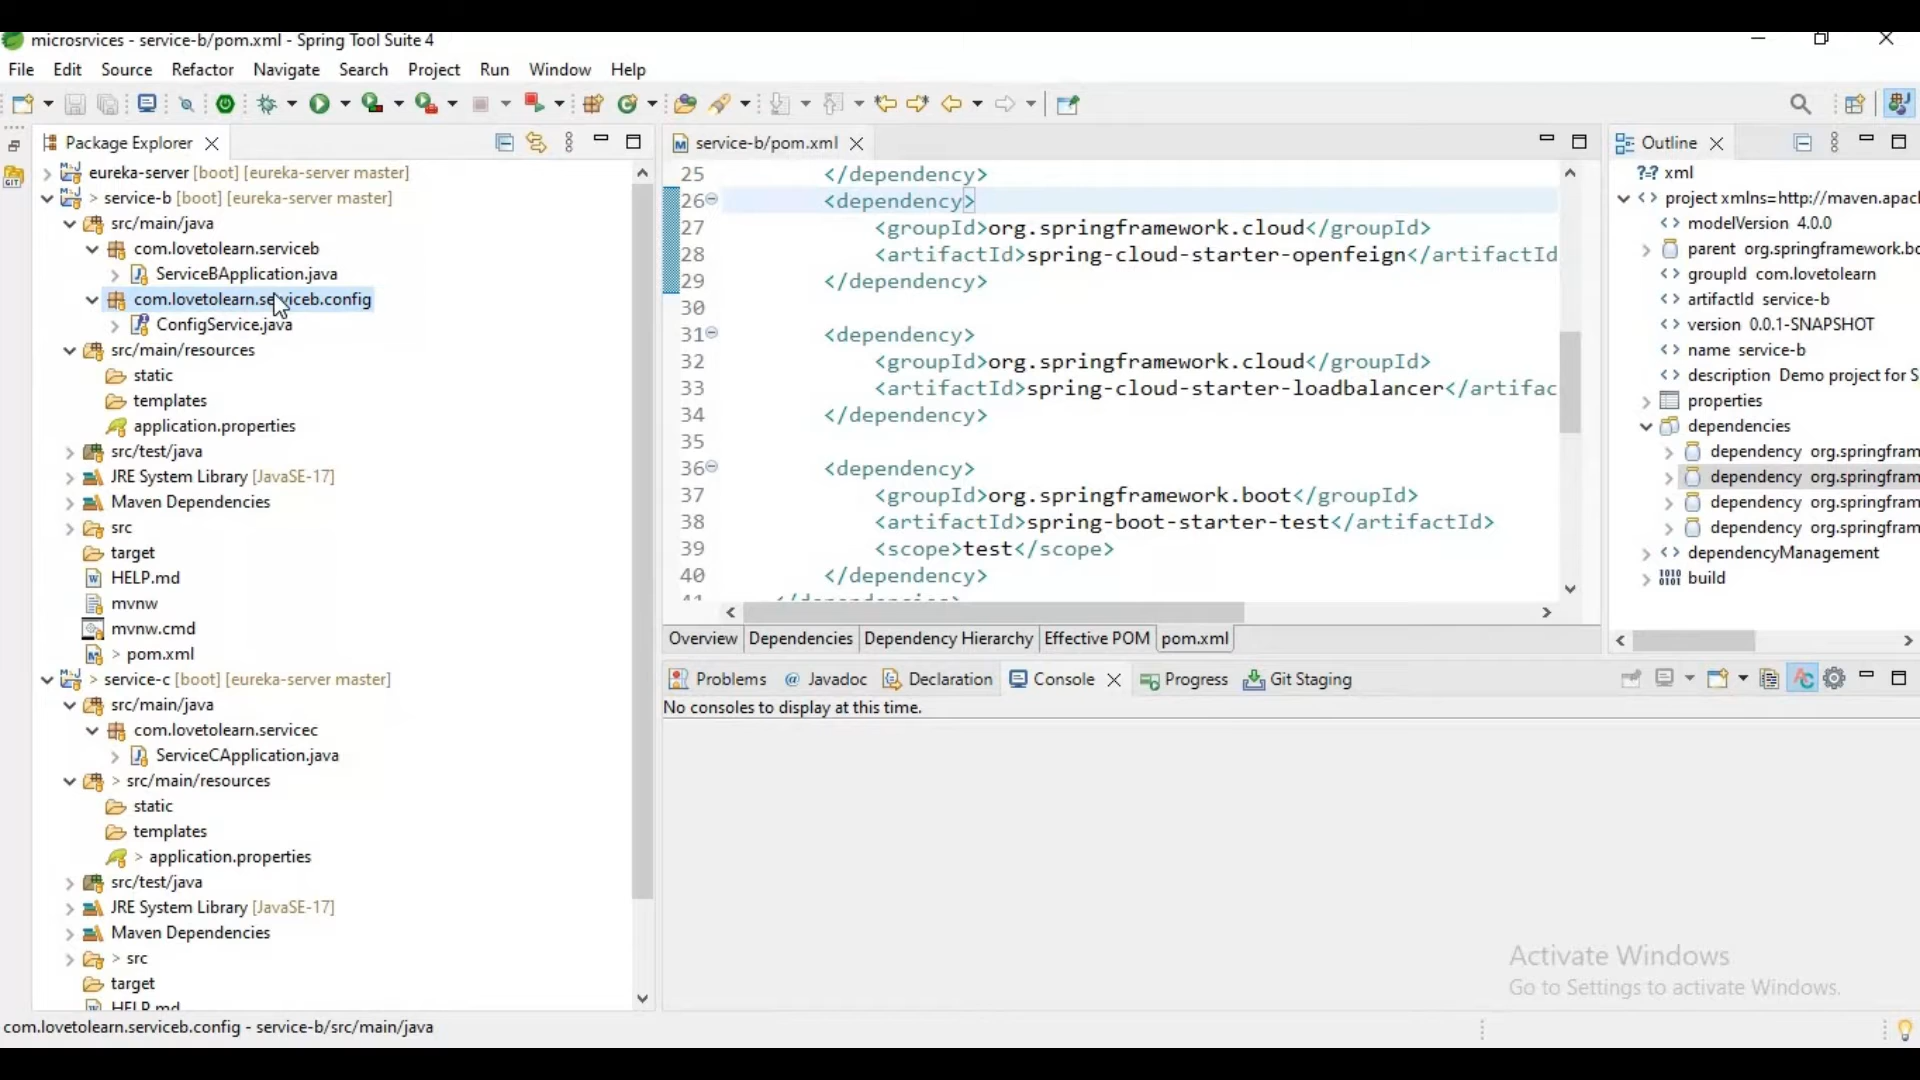 microsrvices - service-b/pom.xml - Spring Tool Suite 4
File Edit Source Refactor Navigate Search Project Run Window Help
Package Explorer
eureka-server [boot] [eureka-server master]
> service-b [boot] [eureka-server master]
src/main/java
com.lovetolearn.serviceb
ServiceBApplication.java
com.lovetolearn.serviceb.config
ConfigService.java
src/main/resources
static
templates
application.properties
src/test/java
JRE System Library [JavaSE-17]
Maven Dependencies
src
target
HELP.md
mvnw
mvnw.cmd
> pom.xml
> service-c [boot] [eureka-server master]
src/main/java
com.lovetolearn.servicec
ServiceCApplication.java
> src/main/resources
static
templates
> application.properties
src/test/java
JRE System Library [JavaSE-17]
Maven Dependencies
> src
target
HELP.md
service-b/pom.xml
25 </dependency>
26 <dependency>
27 <groupId>org.springframework.cloud</groupId>
28 <artifactId>spring-cloud-starter-openfeign</artifactId
29 </dependency>
30
31 <dependency>
32 <groupId>org.springframework.cloud</groupId>
33 <artifactId>spring-cloud-starter-loadbalancer</artifac
34 </dependency>
35
36 <dependency>
37 <groupId>org.springframework.boot</groupId>
38 <artifactId>spring-boot-starter-test</artifactId>
39 <scope>test</scope>
40 </dependency>
41 </dependencies>
Overview Dependencies Dependency Hierarchy Effective POM pom.xml
Outline
?=? xml
<> project xmlns=http://maven.apacl
<> modelVersion 4.0.0
parent org.springframework.bo
<> groupId com.lovetolearn
<> artifactId service-b
<> version 0.0.1-SNAPSHOT
<> name service-b
<> description Demo project for S
properties
dependencies
dependency org.springfram
dependency org.springfram
dependency org.springfram
dependency org.springfram
<> dependencyManagement
build
Problems @ Javadoc Declaration Console Progress Git Staging
No consoles to display at this time.
Activate Windows
Go to Settings to activate Windows.
com.lovetolearn.serviceb.config - service-b/src/main/java